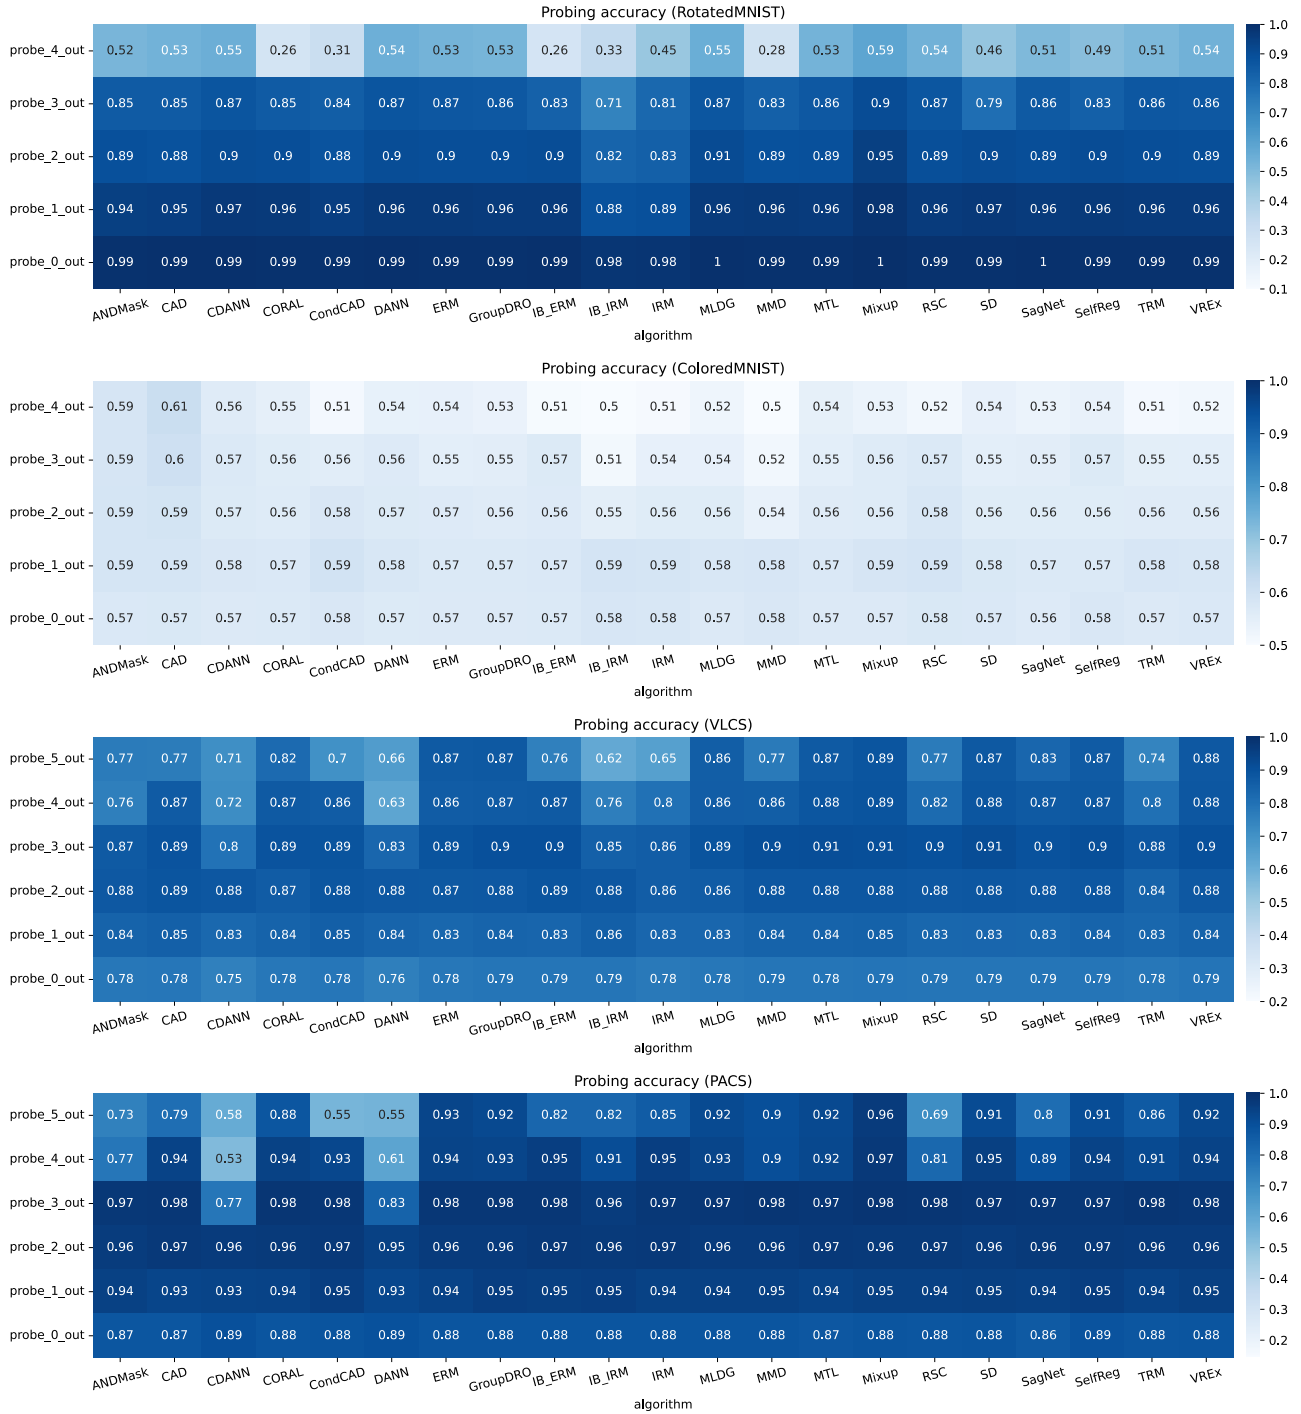 Probing accuracy (RotatedMNIST)
probe_4_out 0.52 0.53 0.55 0.26 0.31 0.54 0.53 0.53 0.26 0.33 0.45 0.55 0.28 0.53 0.59 0.54 0.46 0.51 0.49 0.51 0.54
probe_3_out 0.85 0.85 0.87 0.85 0.84 0.87 0.87 0.86 0.83 0.71 0.81 0.87 0.83 0.86 0.9 0.87 0.79 0.86 0.83 0.86 0.86
probe_2_out 0.89 0.88 0.9 0.9 0.88 0.9 0.9 0.9 0.9 0.82 0.83 0.91 0.89 0.89 0.95 0.89 0.9 0.89 0.9 0.9 0.89
probe_1_out 0.94 0.95 0.97 0.96 0.95 0.96 0.96 0.96 0.96 0.88 0.89 0.96 0.96 0.96 0.98 0.96 0.97 0.96 0.96 0.96 0.96
probe_0_out 0.99 0.99 0.99 0.99 0.99 0.99 0.99 0.99 0.99 0.98 0.98 1 0.99 0.99 1 0.99 0.99 1 0.99 0.99 0.99
ANDMask CAD CDANN CORAL CondCAD DANN ERM GroupDRO IB_ERM IB_IRM IRM MLDG MMD MTL Mixup RSC SD SagNet SelfReg TRM VREx
algorithm
1.0
0.9
0.8
0.7
0.6
0.5
0.4
0.3
0.2
0.1
Probing accuracy (ColoredMNIST)
probe_4_out 0.59 0.61 0.56 0.55 0.51 0.54 0.54 0.53 0.51 0.5 0.51 0.52 0.5 0.54 0.53 0.52 0.54 0.53 0.54 0.51 0.52
probe_3_out 0.59 0.6 0.57 0.56 0.56 0.56 0.55 0.55 0.57 0.51 0.54 0.54 0.52 0.55 0.56 0.57 0.55 0.55 0.57 0.55 0.55
probe_2_out 0.59 0.59 0.57 0.56 0.58 0.57 0.57 0.56 0.56 0.55 0.56 0.56 0.54 0.56 0.56 0.58 0.56 0.56 0.56 0.56 0.56
probe_1_out 0.59 0.59 0.58 0.57 0.59 0.58 0.57 0.57 0.57 0.59 0.59 0.58 0.58 0.57 0.59 0.59 0.58 0.57 0.57 0.58 0.58
probe_0_out 0.57 0.57 0.57 0.57 0.58 0.57 0.57 0.57 0.57 0.58 0.58 0.57 0.58 0.57 0.57 0.58 0.57 0.56 0.58 0.57 0.57
ANDMask CAD CDANN CORAL CondCAD DANN ERM GroupDRO IB_ERM IB_IRM IRM MLDG MMD MTL Mixup RSC SD SagNet SelfReg TRM VREx
algorithm
1.0
0.9
0.8
0.7
0.6
0.5
Probing accuracy (VLCS)
probe_5_out 0.77 0.77 0.71 0.82 0.7 0.66 0.87 0.87 0.76 0.62 0.65 0.86 0.77 0.87 0.89 0.77 0.87 0.83 0.87 0.74 0.88
probe_4_out 0.76 0.87 0.72 0.87 0.86 0.63 0.86 0.87 0.87 0.76 0.8 0.86 0.86 0.88 0.89 0.82 0.88 0.87 0.87 0.8 0.88
probe_3_out 0.87 0.89 0.8 0.89 0.89 0.83 0.89 0.9 0.9 0.85 0.86 0.89 0.9 0.91 0.91 0.9 0.91 0.9 0.9 0.88 0.9
probe_2_out 0.88 0.89 0.88 0.87 0.88 0.88 0.87 0.88 0.89 0.88 0.86 0.86 0.88 0.88 0.88 0.88 0.88 0.88 0.88 0.84 0.88
probe_1_out 0.84 0.85 0.83 0.84 0.85 0.84 0.83 0.84 0.83 0.86 0.83 0.83 0.84 0.84 0.85 0.83 0.83 0.83 0.84 0.83 0.84
probe_0_out 0.78 0.78 0.75 0.78 0.78 0.76 0.78 0.79 0.79 0.79 0.78 0.78 0.79 0.78 0.79 0.79 0.78 0.79 0.79 0.78 0.79
ANDMask CAD CDANN CORAL CondCAD DANN ERM GroupDRO IB_ERM IB_IRM IRM MLDG MMD MTL Mixup RSC SD SagNet SelfReg TRM VREx
algorithm
1.0
0.9
0.8
0.7
0.6
0.5
0.4
0.3
0.2
Probing accuracy (PACS)
probe_5_out 0.73 0.79 0.58 0.88 0.55 0.55 0.93 0.92 0.82 0.82 0.85 0.92 0.9 0.92 0.96 0.69 0.91 0.8 0.91 0.86 0.92
probe_4_out 0.77 0.94 0.53 0.94 0.93 0.61 0.94 0.93 0.95 0.91 0.95 0.93 0.9 0.92 0.97 0.81 0.95 0.89 0.94 0.91 0.94
probe_3_out 0.97 0.98 0.77 0.98 0.98 0.83 0.98 0.98 0.98 0.96 0.97 0.97 0.98 0.97 0.98 0.98 0.98 0.97 0.97 0.98 0.98
probe_2_out 0.96 0.97 0.96 0.96 0.97 0.95 0.96 0.96 0.97 0.96 0.97 0.96 0.96 0.97 0.96 0.97 0.96 0.96 0.97 0.96 0.96
probe_1_out 0.94 0.93 0.93 0.94 0.95 0.93 0.94 0.95 0.95 0.95 0.94 0.94 0.95 0.94 0.95 0.94 0.95 0.94 0.95 0.94 0.95
probe_0_out 0.87 0.87 0.89 0.88 0.88 0.89 0.88 0.88 0.88 0.88 0.88 0.88 0.88 0.87 0.88 0.88 0.88 0.86 0.89 0.88 0.88
ANDMask CAD CDANN CORAL CondCAD DANN ERM GroupDRO IB_ERM IB_IRM IRM MLDG MMD MTL Mixup RSC SD SagNet SelfReg TRM VREx
algorithm
1.0
0.9
0.8
0.7
0.6
0.5
0.4
0.3
0.2